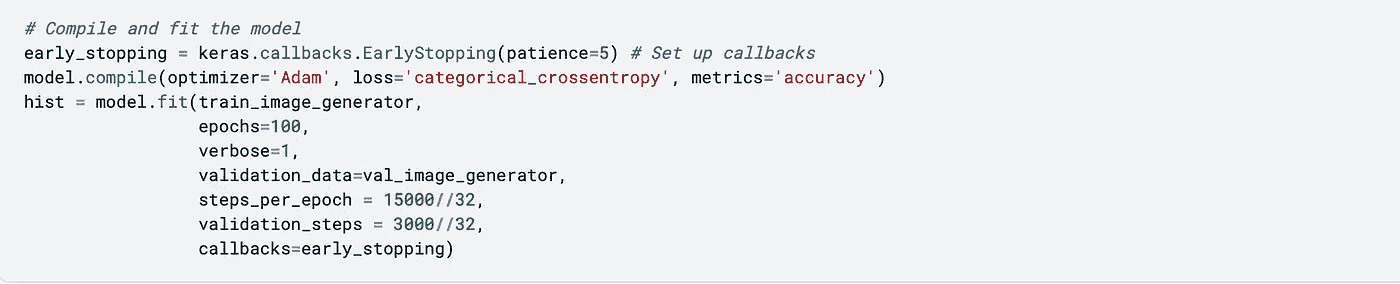 # Compile and fit the model
early_stopping = keras.callbacks.EarlyStopping(patience=5) # Set up callbacks
model.compile(optimizer='Adam', loss='categorical_crossentropy', metrics='accuracy')
hist = model.fit(train_image_generator,
                 epochs=100,
                 verbose=1,
                 validation_data=val_image_generator,
                 steps_per_epoch = 15000//32,
                 validation_steps = 3000//32,
                 callbacks=early_stopping)